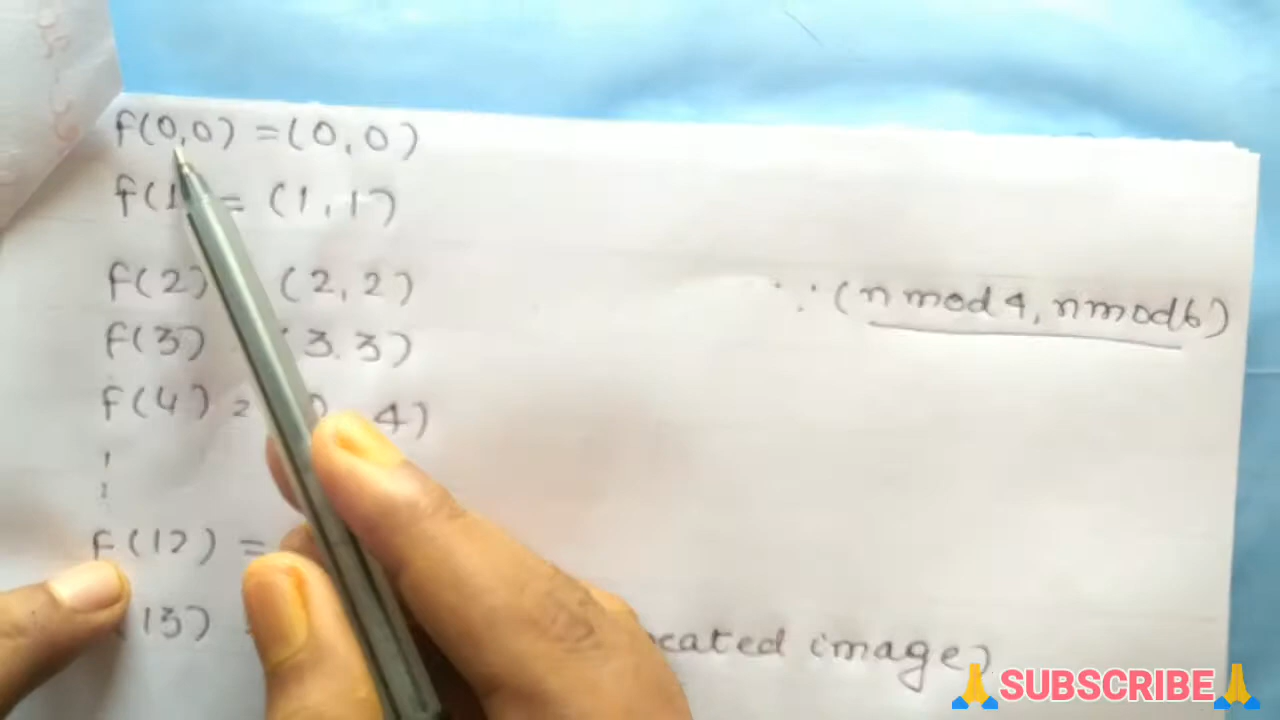 f(0,0) = (0,0)
f(1) = (1,1)
f(2) (2,2)
f(3) 3.3)
f(4) = 4)
∵ (n mod 4, n mod 6)
f(12) =
13)
image)
🙏SUBSCRIBE🙏